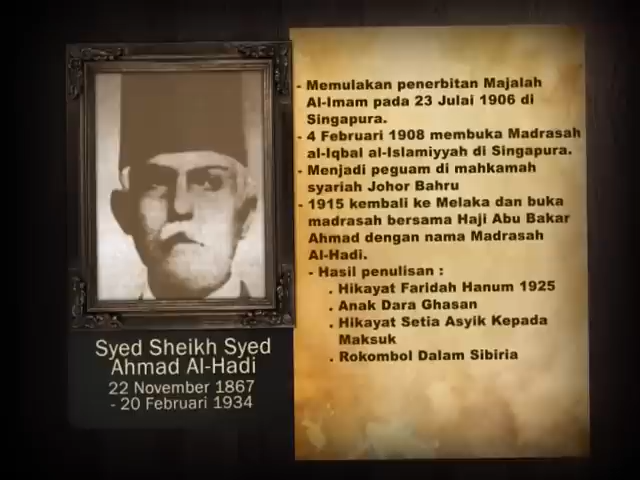 - Memulakan penerbitan Majalah
Al-Imam pada 23 Julai 1906 di
Singapura.
- 4 Februari 1908 membuka Madrasah
al-Iqbal al-Islamiyyah di Singapura.
- Menjadi peguam di mahkamah
syariah Johor Bahru
- 1915 kembali ke Melaka dan buka
madrasah bersama Haji Abu Bakar
Ahmad dengan nama Madrasah
Al-Hadi.
- Hasil penulisan :
. Hikayat Faridah Hanum 1925
. Anak Dara Ghasan
. Hikayat Setia Asyik Kepada
Maksuk
. Rokombol Dalam Sibiria
Syed Sheikh Syed
Ahmad Al-Hadi
22 November 1867
- 20 Februari 1934